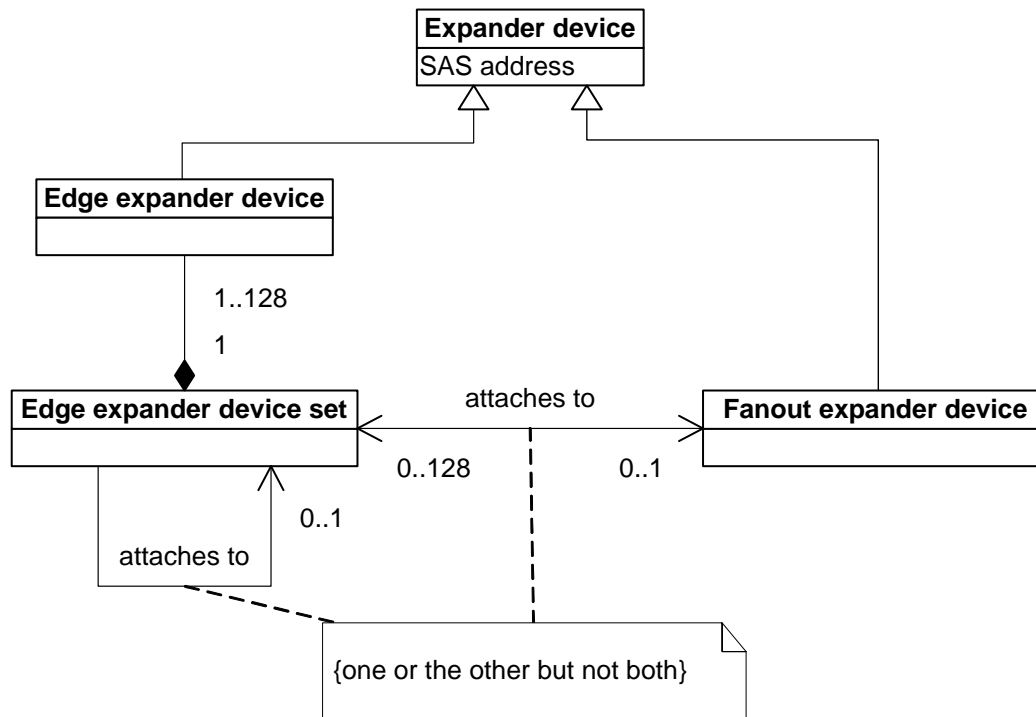 Expander device
SAS address
Edge expander device
1..128
1
Edge expander device set
attaches to
Fanout expander device
0..128
0..1
0..1
attaches to
{one or the other but not both}